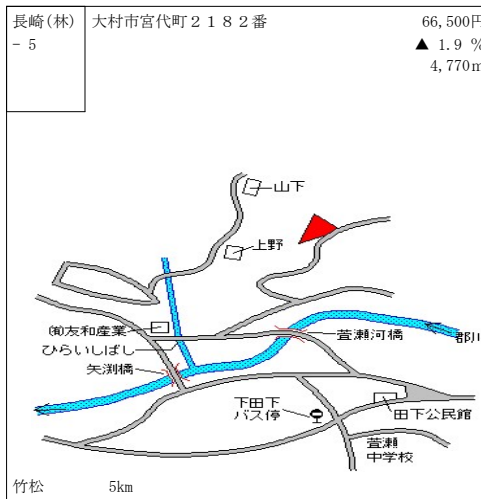 長崎(林)
- 5
大村市宮代町２１８２番
66,500円
▲ 1.9 %
4,770㎡
山下
上野
㈲友和産業
ひらいしばし
矢渕橋
萱瀬河橋
郡川
下田下
バス停
田下公民館
萱瀬
中学校
竹松 5km